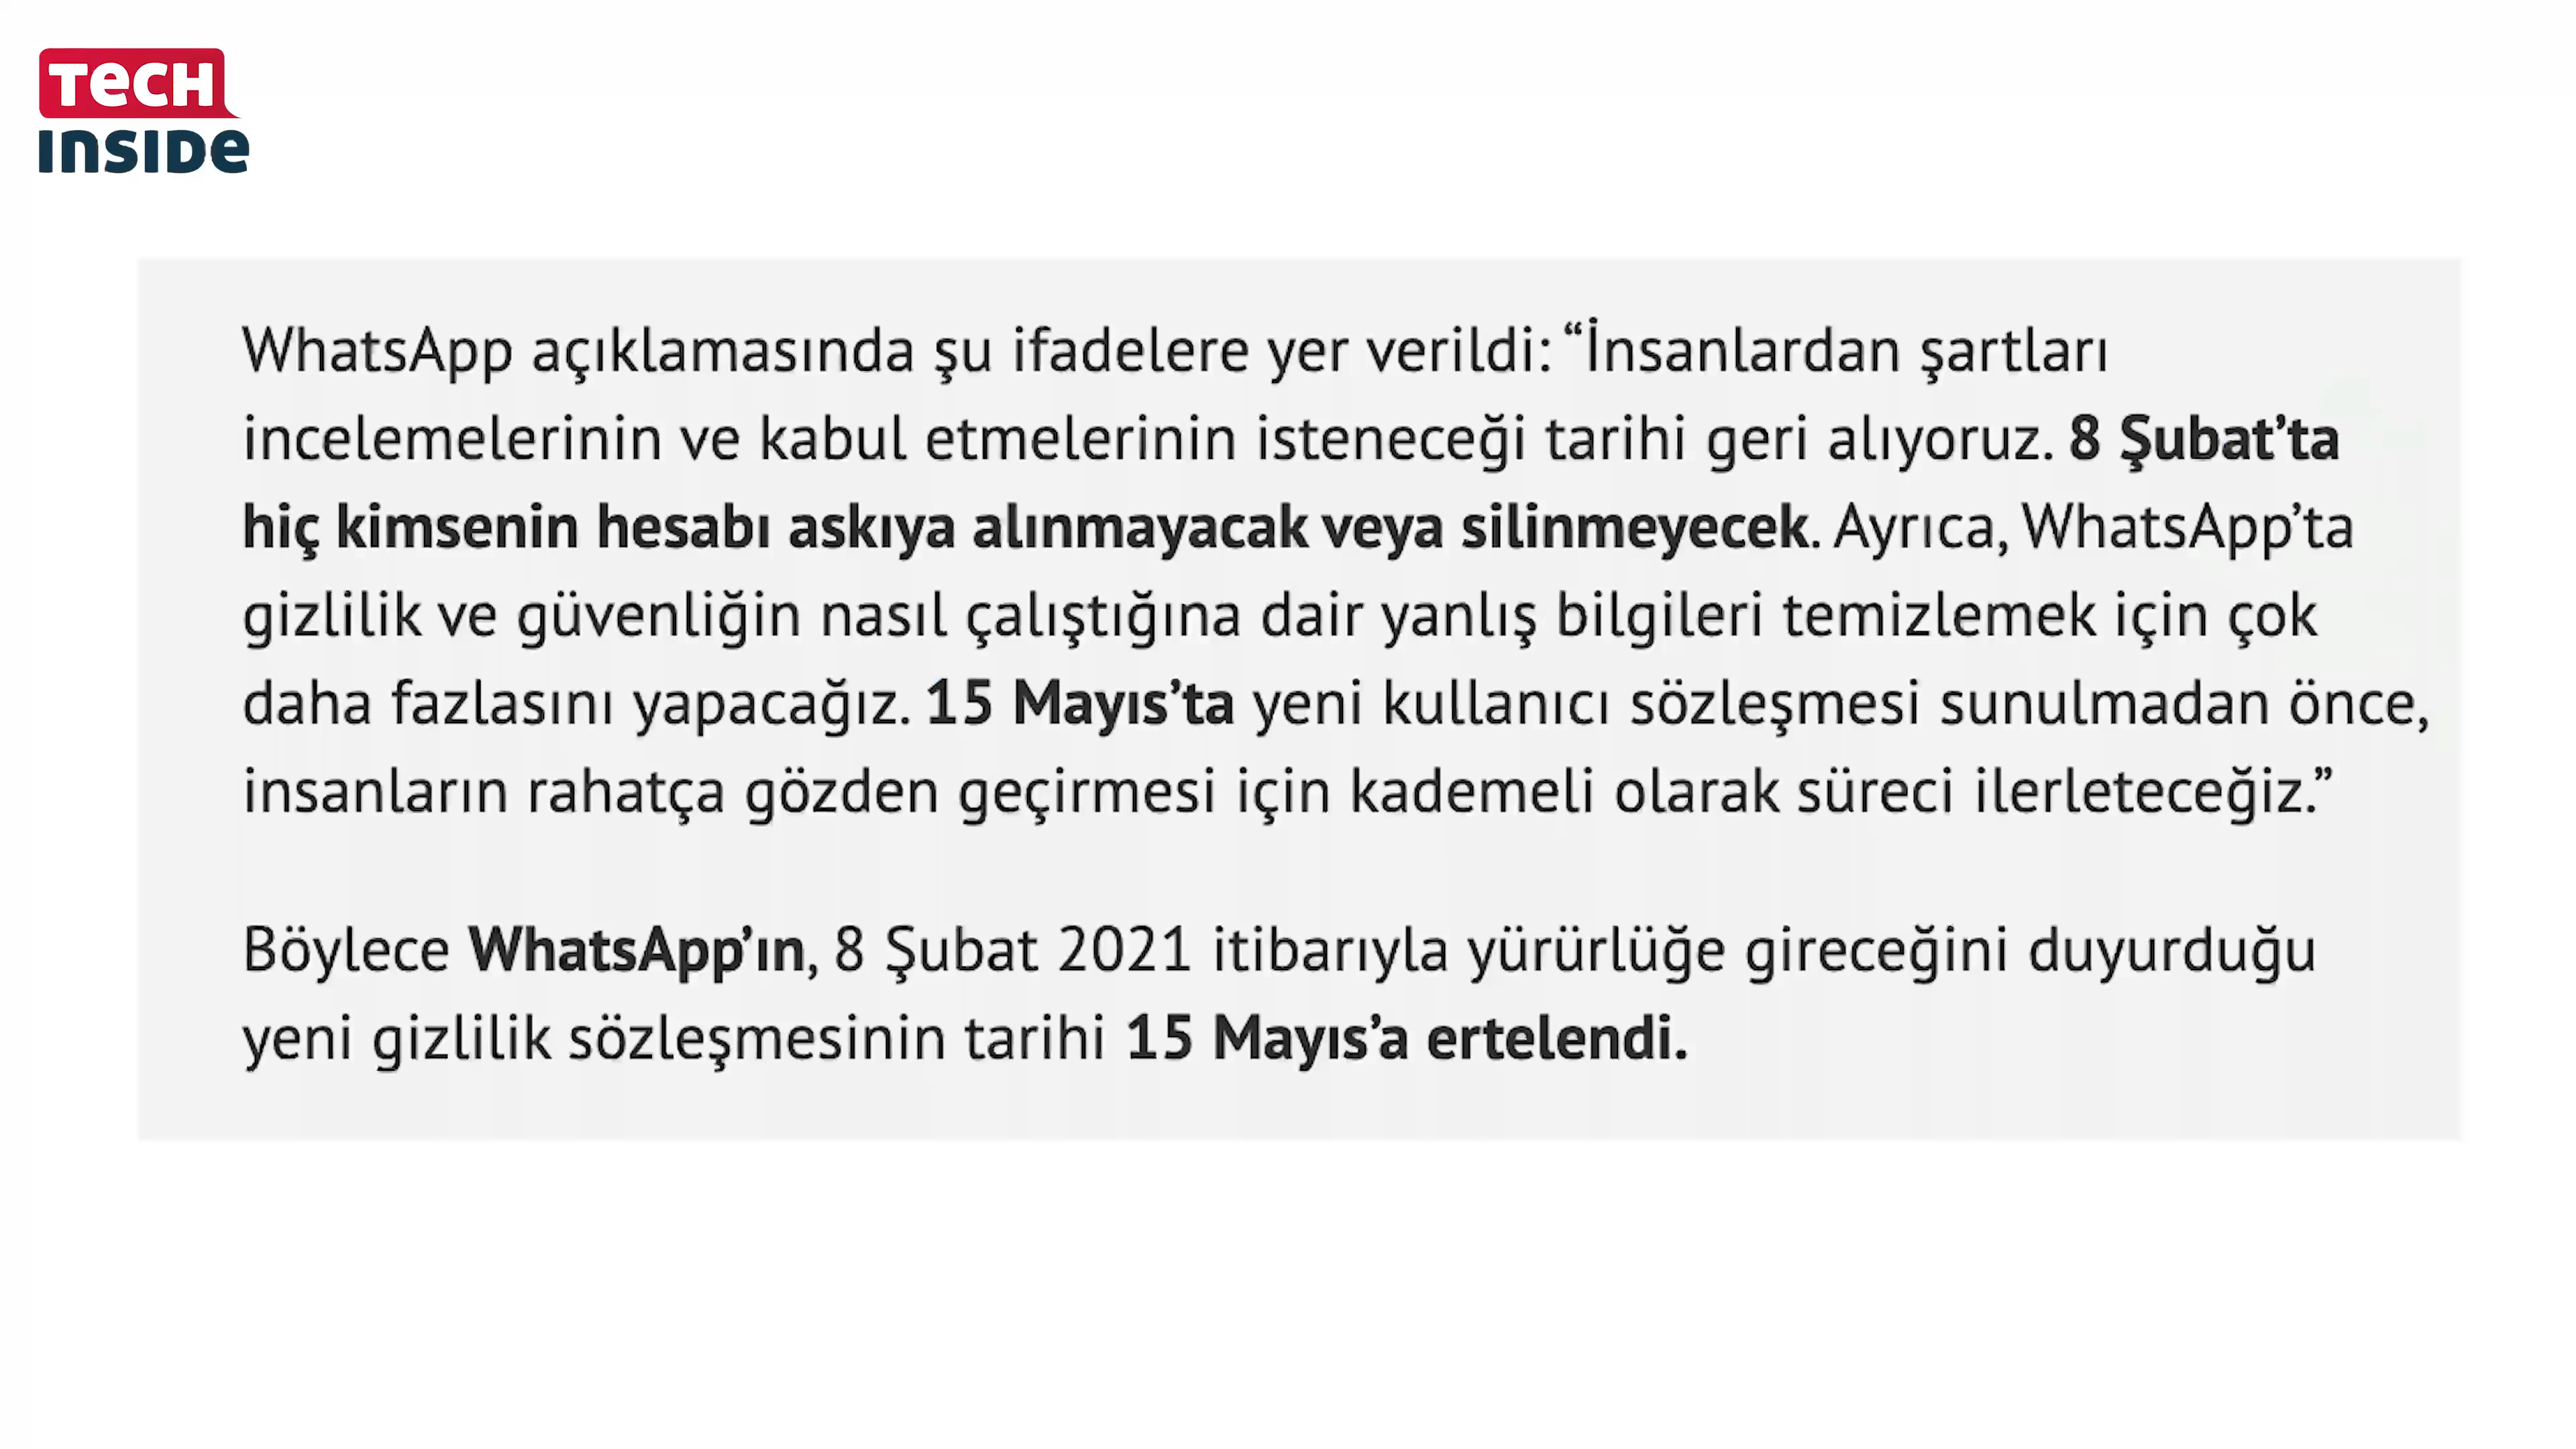 TECH
INSIDE
WhatsApp açıklamasında şu ifadelere yer verildi: “İnsanlardan şartları
incelemelerinin ve kabul etmelerinin isteneceği tarihi geri alıyoruz. 8 Şubat’ta
hiç kimsenin hesabı askıya alınmayacak veya silinmeyecek. Ayrıca, WhatsApp’ta
gizlilik ve güvenliğin nasıl çalıştığına dair yanlış bilgileri temizlemek için çok
daha fazlasını yapacağız. 15 Mayıs’ta yeni kullanıcı sözleşmesi sunulmadan önce,
insanların rahatça gözden geçirmesi için kademeli olarak süreci ilerleteceğiz.”
Böylece WhatsApp’ın, 8 Şubat 2021 itibarıyla yürürlüğe gireceğini duyurduğu
yeni gizlilik sözleşmesinin tarihi 15 Mayıs’a ertelendi.